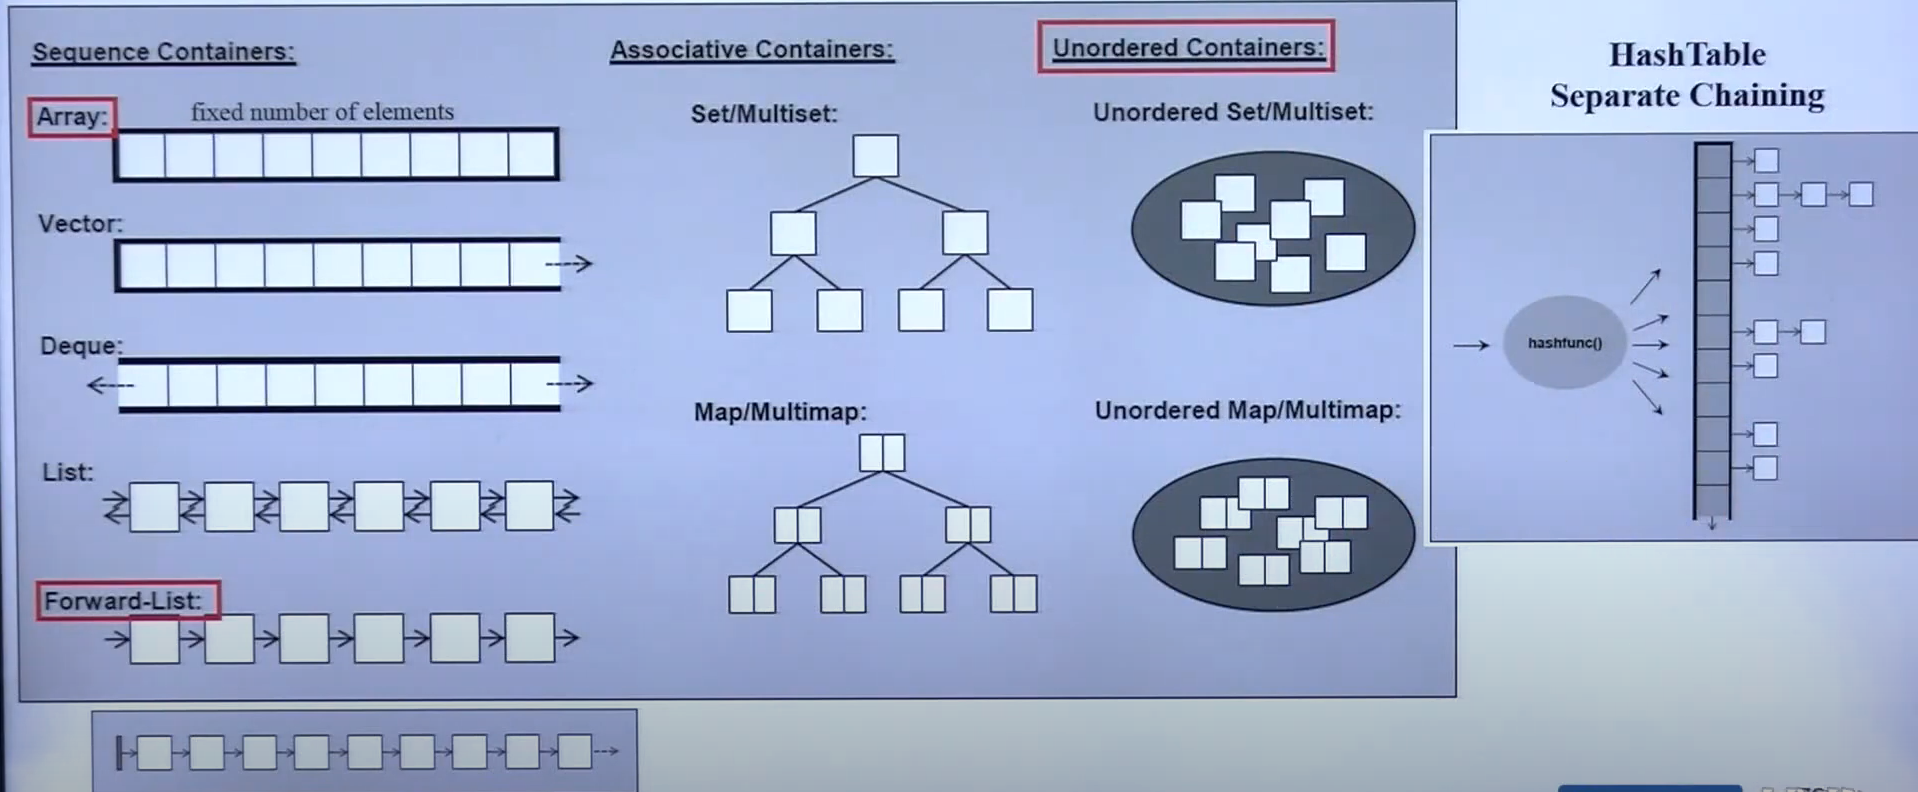 Sequence Containers:
Array:
fixed number of elements
Vector:
Deque:
List:
Forward-List:
Associative Containers:
Set/Multiset:
Map/Multimap:
Unordered Containers:
Unordered Set/Multiset:
Unordered Map/Multimap:
HashTable
Separate Chaining
hashfunc()